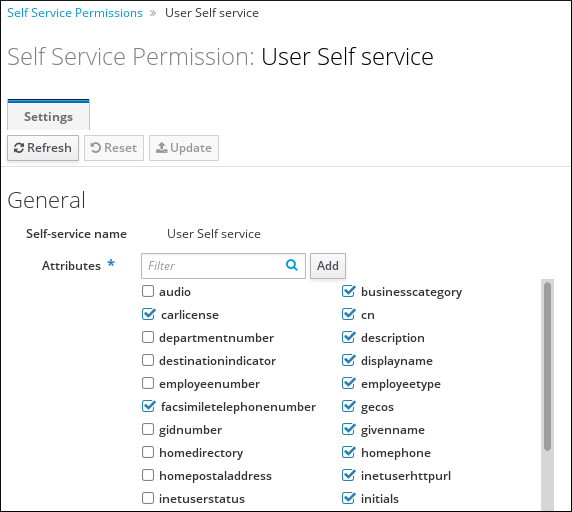 Self Service Permissions » User Self service
Self Service Permission: User Self service
Settings
Refresh Reset Update
General
Self-service name User Self service
Attributes * Filter Add
audio businesscategory
carlicense cn
departmentnumber description
destinationindicator displayname
employeenumber employeetype
facsimiletelephonenumber gecos
gidnumber givenname
homedirectory homephone
homepostaladdress inetuserhttpurl
inetuserstatus initials